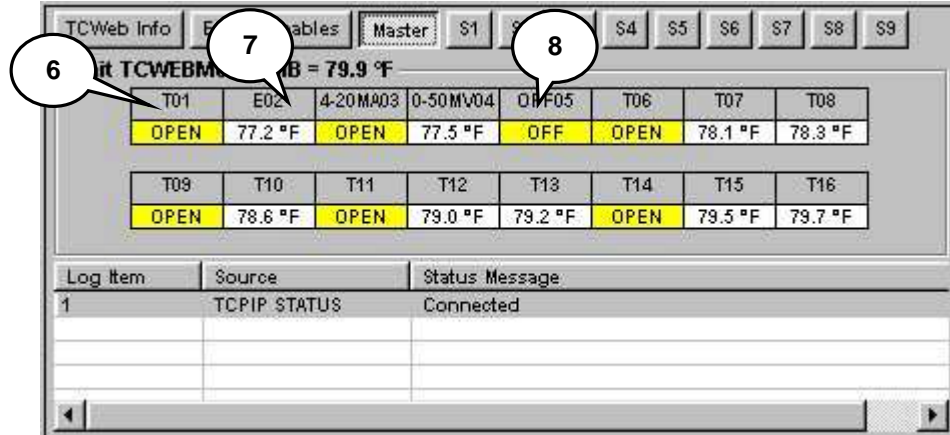 TCWeb Info Master S1 S4 S5 S6 S7 S8 S9
6 7 8
= 79.9 °F
T01 E02 4-20MA03 0-50MV04 OFF05 T06 T07 T08
OPEN 77.2 °F OPEN 77.5 °F OFF OPEN 78.1 °F 78.3 °F
T09 T10 T11 T12 T13 T14 T15 T16
OPEN 78.6 °F OPEN 79.0 °F 79.2 °F OPEN 79.5 °F 79.7 °F
Log Item Source Status Message
1 TCPIP STATUS Connected